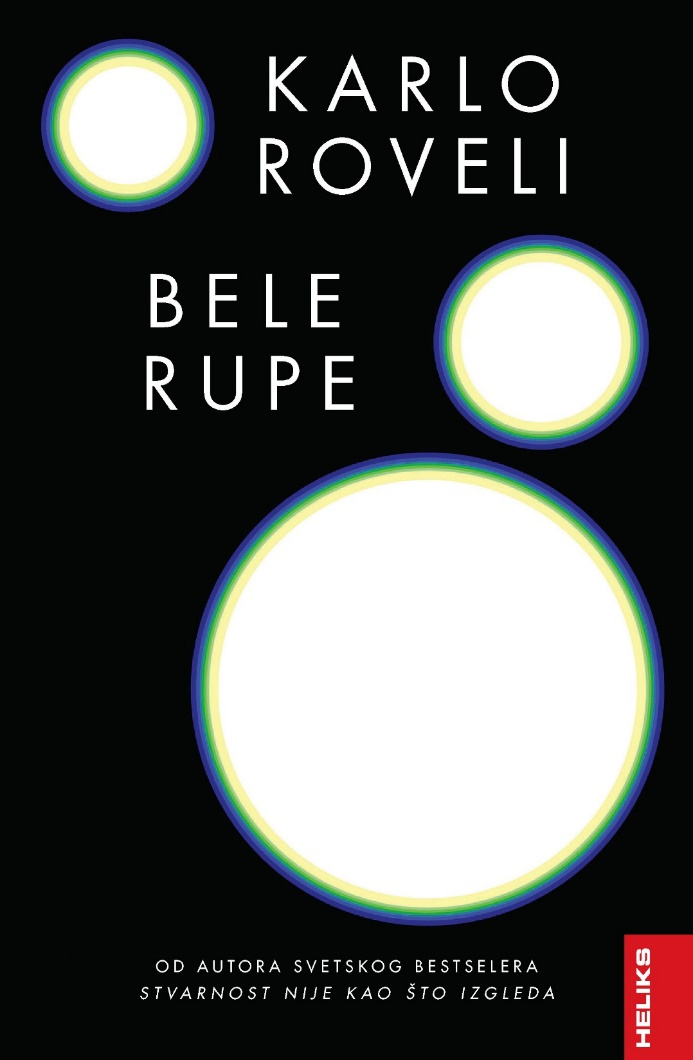 KARLO
ROVELI
BELE
RUPE
OD AUTORA SVETSKOG BESTSELERA
STVARNOST NIJE KAO ŠTO IZGLEDA
HELIKS